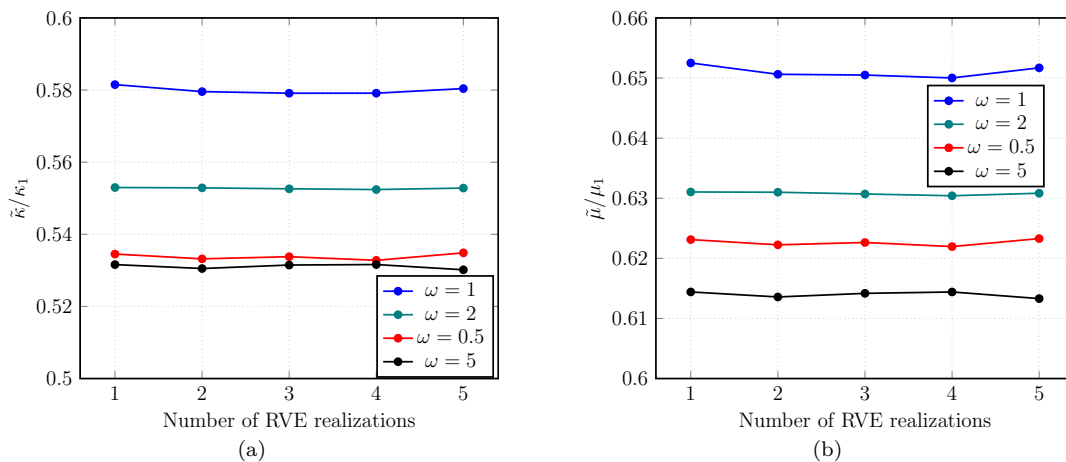 0.6
0.58
0.56
0.54
0.52
0.5
κ̃/κ₁
ω = 1
ω = 2
ω = 0.5
ω = 5
1 2 3 4 5
Number of RVE realizations
(a)
0.66
0.65
0.64
0.63
0.62
0.61
0.6
μ̃/μ₁
ω = 1
ω = 2
ω = 0.5
ω = 5
1 2 3 4 5
Number of RVE realizations
(b)